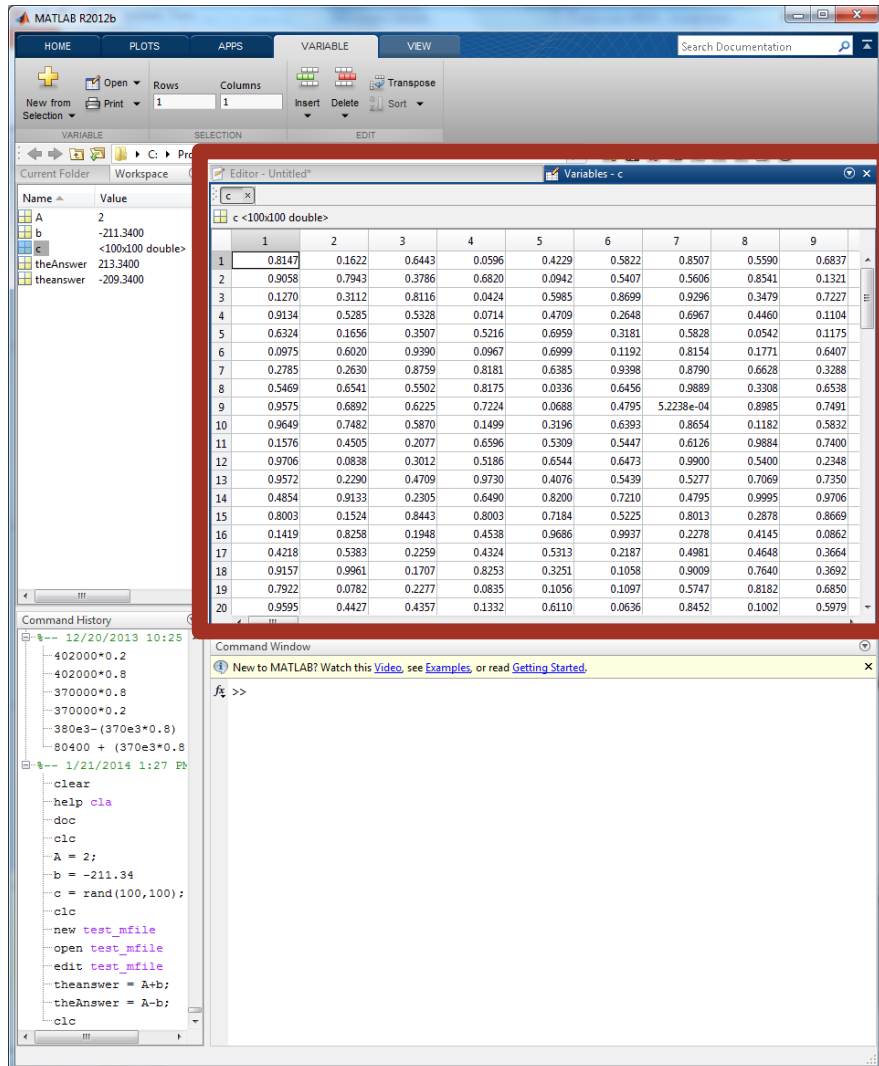 MATLAB R2012b
HOME PLOTS APPS VARIABLE VIEW Search Documentation
New from Selection Open Print Rows Columns Insert Delete Transpose Sort
1 1
VARIABLE SELECTION EDIT
C: Pro
Current Folder Workspace
Name Value
A 2
b -211.3400
c <100x100 double>
theAnswer 213.3400
theanswer -209.3400
Editor - Untitled* Variables - c
c
c <100x100 double>
1 2 3 4 5 6 7 8 9
1 0.8147 0.1622 0.6443 0.0596 0.4229 0.5822 0.8507 0.5590 0.6837
2 0.9058 0.7943 0.3786 0.6820 0.0942 0.5407 0.5606 0.8541 0.1321
3 0.1270 0.3112 0.8116 0.0424 0.5985 0.8699 0.9296 0.3479 0.7227
4 0.9134 0.5285 0.5328 0.0714 0.4709 0.2648 0.6967 0.4460 0.1104
5 0.6324 0.1656 0.3507 0.5216 0.6959 0.3181 0.5828 0.0542 0.1175
6 0.0975 0.6020 0.9390 0.0967 0.6999 0.1192 0.8154 0.1771 0.6407
7 0.2785 0.2630 0.8759 0.8181 0.6385 0.9398 0.8790 0.6628 0.3288
8 0.5469 0.6541 0.5502 0.8175 0.0336 0.6456 0.9889 0.3308 0.6538
9 0.9575 0.6892 0.6225 0.7224 0.0688 0.4795 5.2238e-04 0.8985 0.7491
10 0.9649 0.7482 0.5870 0.1499 0.3196 0.6393 0.8654 0.1182 0.5832
11 0.1576 0.4505 0.2077 0.6596 0.5309 0.5447 0.6126 0.9884 0.7400
12 0.9706 0.0838 0.3012 0.5186 0.6544 0.6473 0.9900 0.5400 0.2348
13 0.9572 0.2290 0.4709 0.9730 0.4076 0.5439 0.5277 0.7069 0.7350
14 0.4854 0.9133 0.2305 0.6490 0.8200 0.7210 0.4795 0.9995 0.9706
15 0.8003 0.1524 0.8443 0.8003 0.7184 0.5225 0.8013 0.2878 0.8669
16 0.1419 0.8258 0.1948 0.4538 0.9686 0.9937 0.2278 0.4145 0.0862
17 0.4218 0.5383 0.2259 0.4324 0.5313 0.2187 0.4981 0.4648 0.3664
18 0.9157 0.9961 0.1707 0.8253 0.3251 0.1058 0.9009 0.7640 0.3692
19 0.7922 0.0782 0.2277 0.0835 0.1056 0.1097 0.5747 0.8182 0.6850
20 0.9595 0.4427 0.4357 0.1332 0.6110 0.0636 0.8452 0.1002 0.5979
Command History
%-- 12/20/2013 10:25
402000*0.2
402000*0.8
370000*0.8
370000*0.2
380e3-(370e3*0.8)
80400 + (370e3*0.8
%-- 1/21/2014 1:27 PM
clear
help cla
doc
clc
A = 2;
b = -211.34
c = rand(100,100);
clc
new test_mfile
open test_mfile
edit test_mfile
theanswer = A+b;
theAnswer = A-b;
clc
Command Window
New to MATLAB? Watch this Video, see Examples, or read Getting Started.
fx >>